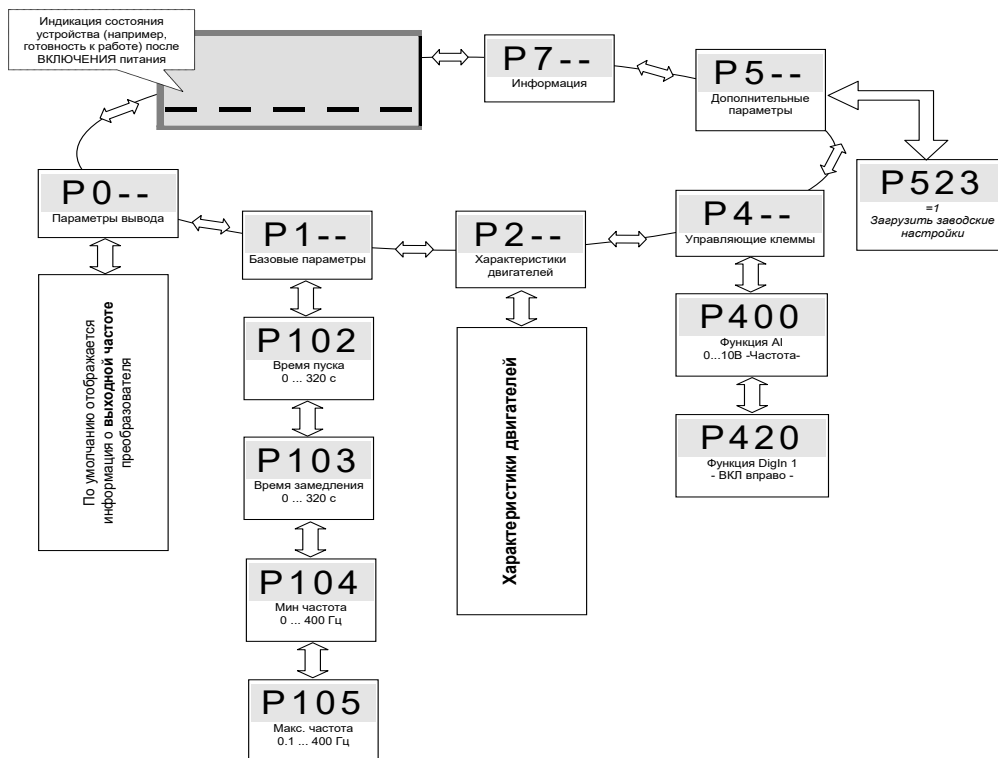 Индикация состояния
устройства (например,
готовность к работе) после
ВКЛЮЧЕНИЯ питания
P7--
Информация
P5--
Дополнительные
параметры
P0--
Параметры вывода
P1--
Базовые параметры
P2--
Характеристики
двигателей
P4--
Управляющие клеммы
P523
=1
Загрузить заводские
настройки
По умолчанию отображается
информация о выходной частоте
преобразователя
P102
Время пуска
0 ... 320 с
P103
Время замедления
0 ... 320 с
P104
Мин частота
0 ... 400 Гц
P105
Макс. частота
0.1 ... 400 Гц
Характеристики двигателей
P400
Функция AI
0...10В -Частота-
P420
Функция DigIn 1
- ВКЛ вправо -